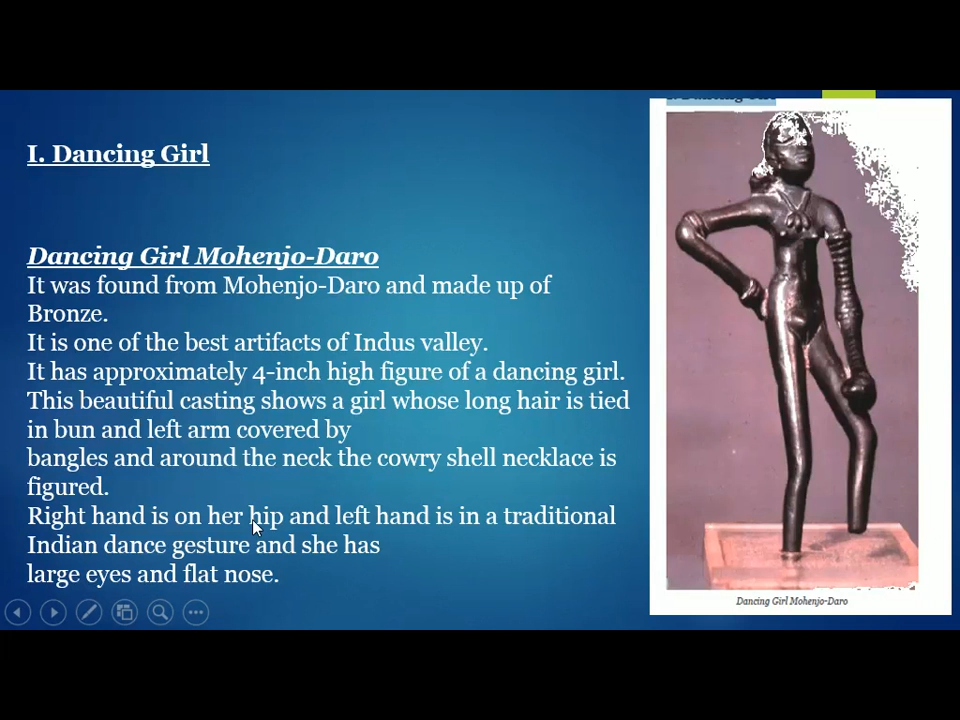 I. Dancing Girl
Dancing Girl Mohenjo-Daro
It was found from Mohenjo-Daro and made up of
Bronze.
It is one of the best artifacts of Indus valley.
It has approximately 4-inch high figure of a dancing girl.
This beautiful casting shows a girl whose long hair is tied
in bun and left arm covered by
bangles and around the neck the cowry shell necklace is
figured.
Right hand is on her hip and left hand is in a traditional
Indian dance gesture and she has
large eyes and flat nose.
Dancing Girl Mohenjo-Daro